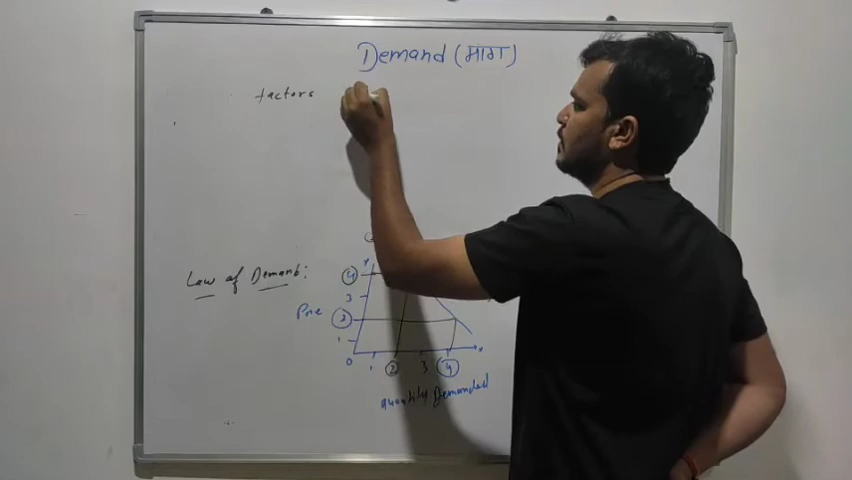 Demand (माग)
factors
Law of Demand:
4
3
Price
2
1
0
1
2
3
4
x
Quantity Demanded